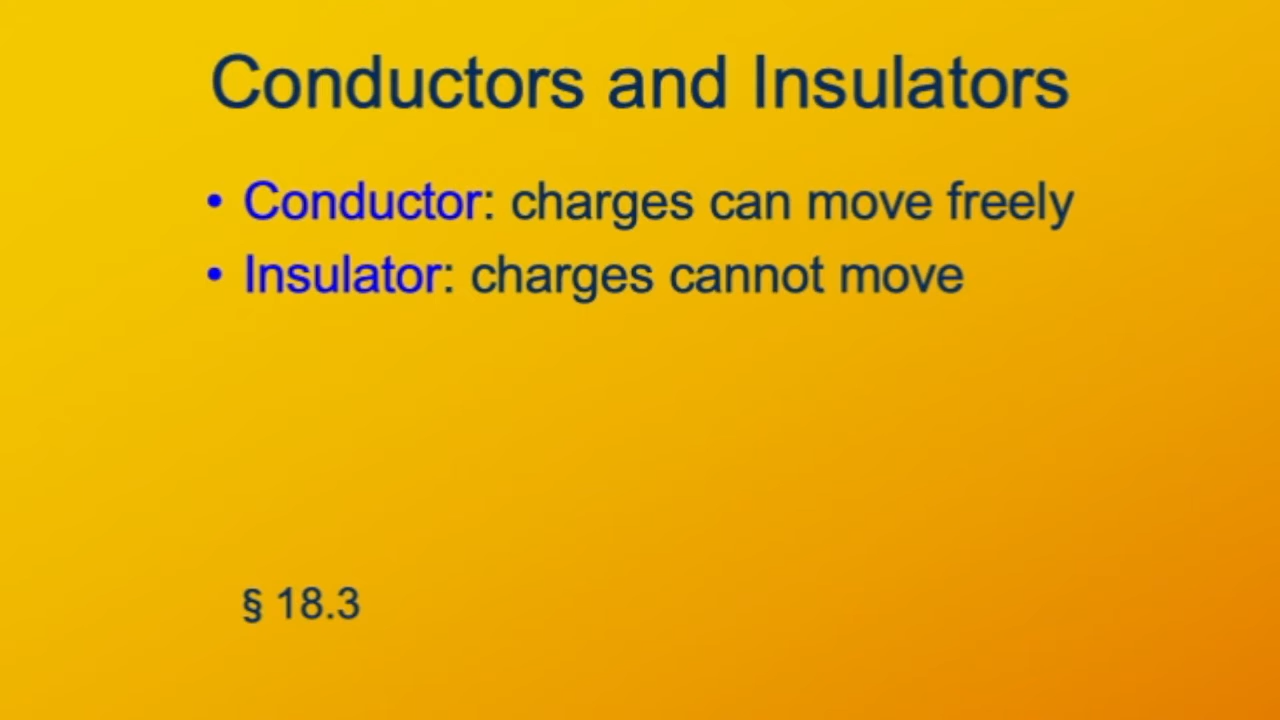 Conductors and Insulators
• Conductor: charges can move freely
• Insulator: charges cannot move
§ 18.3